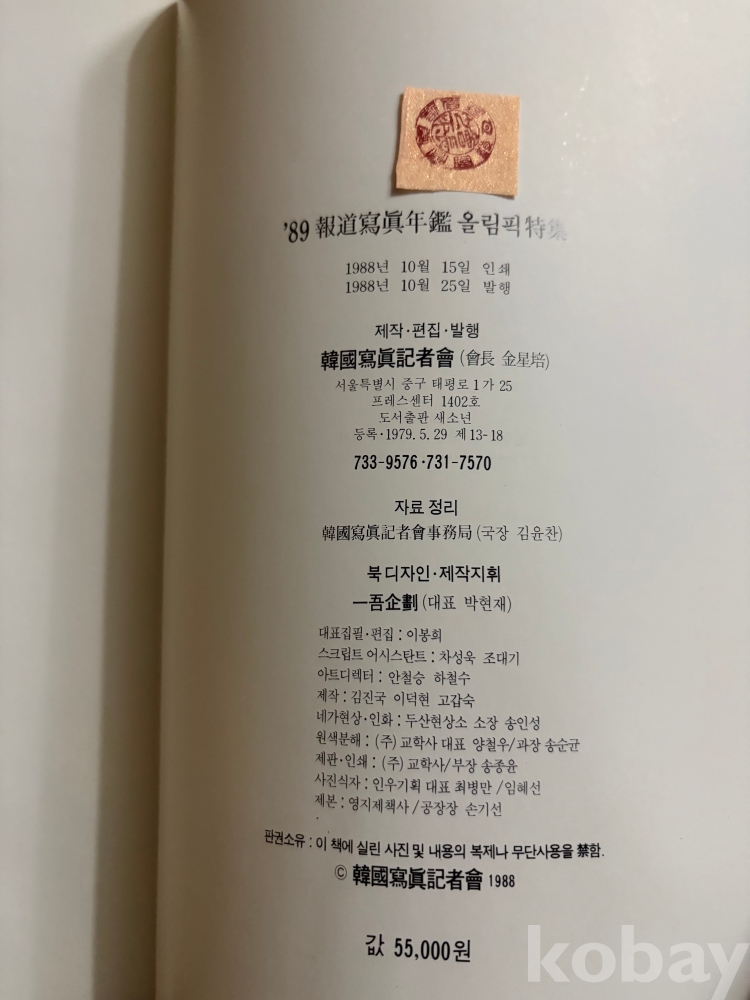 '89 報道寫眞年鑑 올림픽 特集
1988년 10월 15일 인쇄
1988년 10월 25일 발행
제작·편집·발행
韓國寫眞記者會 (會長 金星培)
서울특별시 중구 태평로 1가 25
프레스센터 1402호
도서출판 새소년
등록·1979. 5. 29 제13-18
733-9576·731-7570
자료 정리
韓國寫眞記者會事務局 (국장 김윤찬)
북 디자인·제작지휘
一吾企劃 (대표 박현재)
대표집필·편집 : 이봉희
스크립트 어시스탄트 : 차성욱 조대기
아트디렉터 : 안철승 하철수
제작 : 김진국 이덕현 고갑숙
네가현상·인화 : 두산현상소 소장 송인성
원색분해 : (주) 교학사 대표 양철우/과장 송순균
제판·인쇄 : (주) 교학사/부장 송종윤
사진식자 : 인우기획 대표 최병만 /임혜선
제본 : 영지제책사 /공장장 손기선
판권소유 : 이 책에 실린 사진 및 내용의 복제나 무단사용을 禁함.
© 韓國寫眞記者會 1988
값 55,000원
kobay